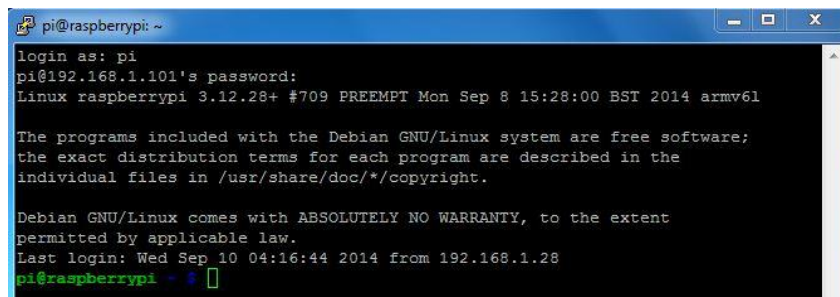 pi@raspberrypi: ~
login as: pi
pi@192.168.1.101's password:
Linux raspberrypi 3.12.28+ #709 PREEMPT Mon Sep 8 15:28:00 BST 2014 armv6l
The programs included with the Debian GNU/Linux system are free software;
the exact distribution terms for each program are described in the
individual files in /usr/share/doc/*/copyright.
Debian GNU/Linux comes with ABSOLUTELY NO WARRANTY, to the extent
permitted by applicable law.
Last login: Wed Sep 10 04:16:44 2014 from 192.168.1.28
pi@raspberrypi ~ $